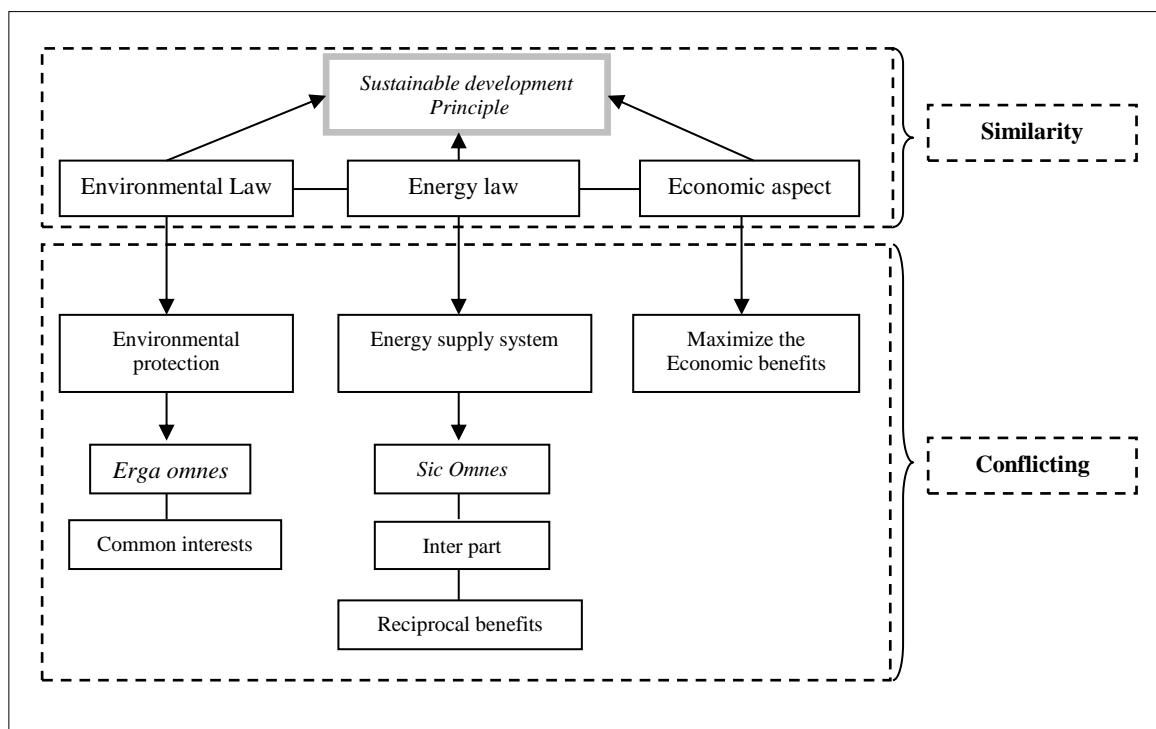 Sustainable development
Principle
Similarity
Environmental Law
Energy law
Economic aspect
Environmental
protection
Energy supply system
Maximize the
Economic benefits
Erga omnes
Sic Omnes
Conflicting
Common interests
Inter part
Reciprocal benefits